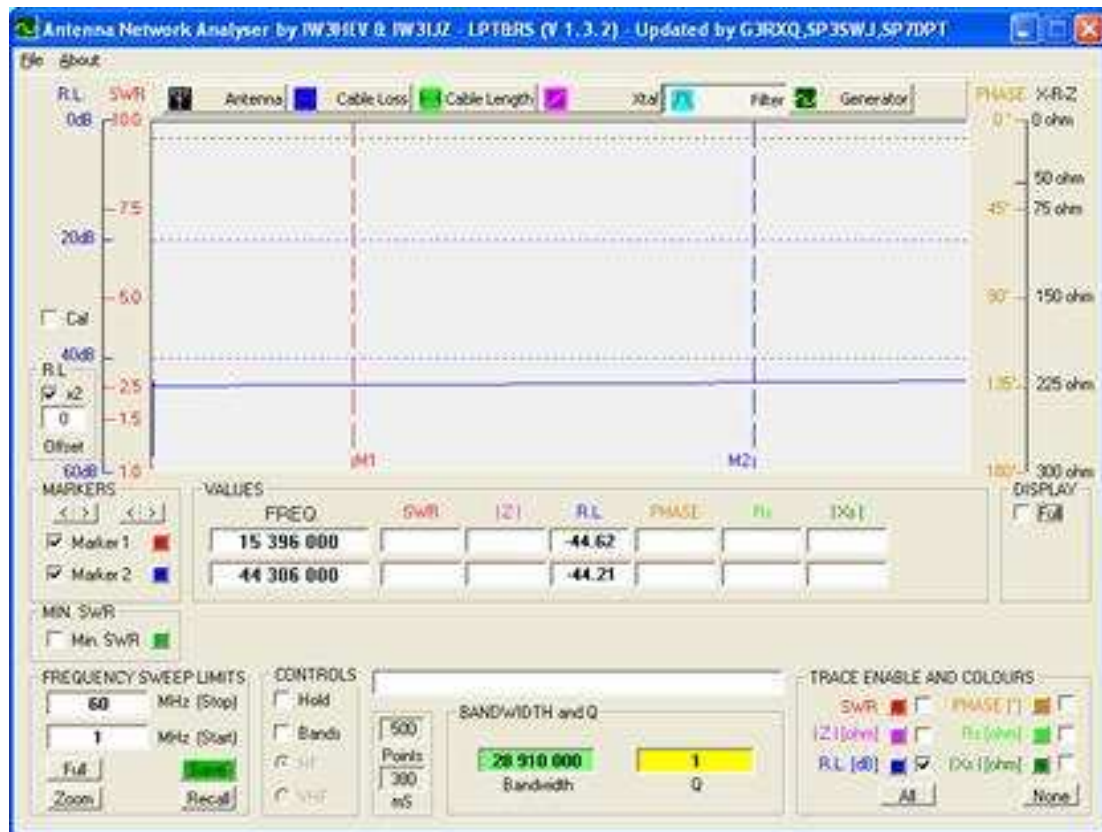 Antenna Network Analyser by IW3HEV & IW3IJZ - LPT&RS (V 1.3.2) - Updated by G3RXQ,SP3SWJ,SP7DPT
File About
R.L. SWR Antenna Cable Loss Cable Length Xtal Filter Generator PHASE X-R-Z
0dB 10.0 0° 0 ohm
50 ohm
7.5 45° 75 ohm
20dB
5.0 90° 150 ohm
Cal
40dB
R.L
x2 2.5 135° 225 ohm
0 1.5
Offset
60dB 1.0 M1 M2 180° 300 ohm
MARKERS VALUES DISPLAY
< > < > FREQ SWR |Z| R.L PHASE Rs |Xs| Full
Marker 1 15 396 000 -44.62
Marker 2 44 306 000 -44.21
MIN. SWR
Min. SWR
FREQUENCY SWEEP LIMITS CONTROLS TRACE ENABLE AND COLOURS
60 MHz (Stop) Hold BANDWIDTH and Q SWR PHASE [°]
1 MHz (Start) Bands 500 Points 28 910 000 1 |Z| [ohm] Rs [ohm]
Full Save HF 300 mS Bandwidth Q R.L. [dB] |Xs| [ohm]
Zoom Recall VHF All None